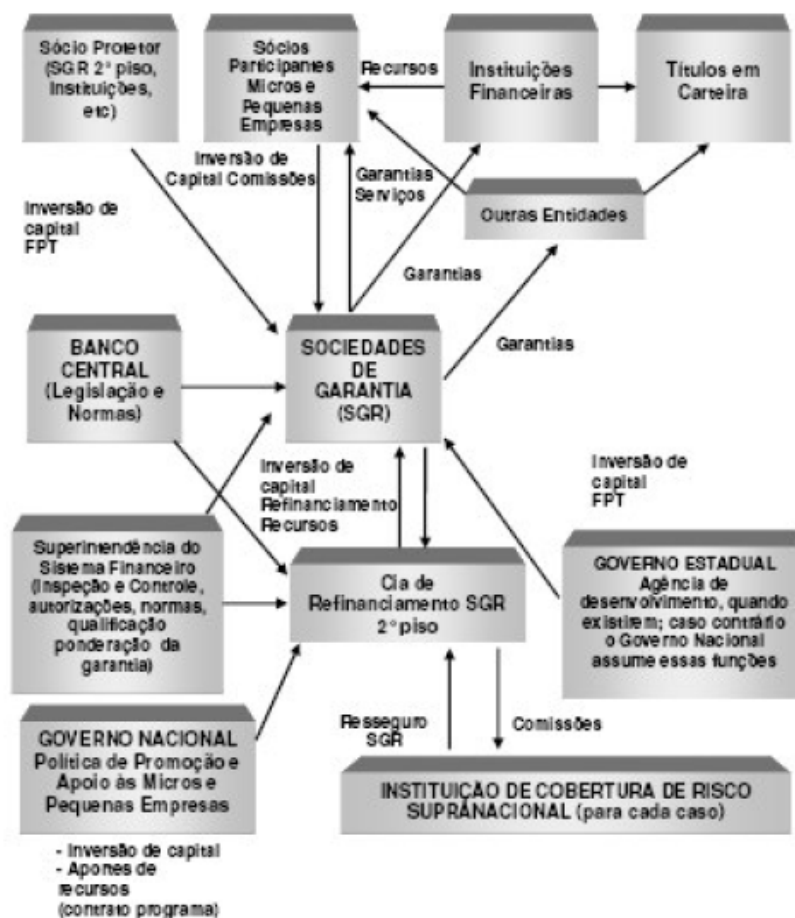 Sócio Protetor
(SGR 2° piso,
Instituições,
etc)
Sócios
Participantes
Micros e
Pequenas
Empresas
Recursos
Instituições
Financeiras
Títulos em
Carteira
Inversão de
Capital Comissões
Garantias
Serviços
Outras Entidades
Inversão de
capital
FPT
Garantias
Garantias
BANCO
CENTRAL
(Legislação e
Normas)
SOCIEDADES
DE
GARANTIA
(SGR)
Inversão de
capital
Refinanciamento
Recursos
Inversão de
capital
FPT
Superintendência do
Sistema Financeiro
(Inspeção e Controle,
autorizações, normas,
qualificação
ponderação da
garantia)
Cia de
Refinanciamento SGR
2° piso
GOVERNO ESTADUAL
Agência de
desenvolvimento, quando
existirem; caso contrário
o Governo Nacional
assume essas funções
GOVERNO NACIONAL
Política de Promoção e
Apoio às Micros e
Pequenas Empresas
Resseguro
SGR
Comissões
INSTITUIÇÃO DE COBERTURA DE RISCO
SUPRANACIONAL (para cada caso)
- Inversão de capital
- Apones de
recursos
(contrato programa)